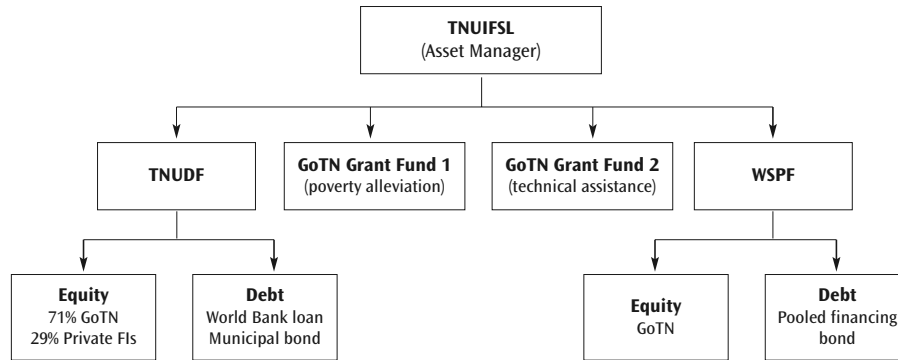 TNUIFSL
(Asset Manager)
TNUDF
GoTN Grant Fund 1
(poverty alleviation)
GoTN Grant Fund 2
(technical assistance)
WSPF
Equity
71% GoTN
29% Private FIs
Debt
World Bank loan
Municipal bond
Equity
GoTN
Debt
Pooled financing
bond